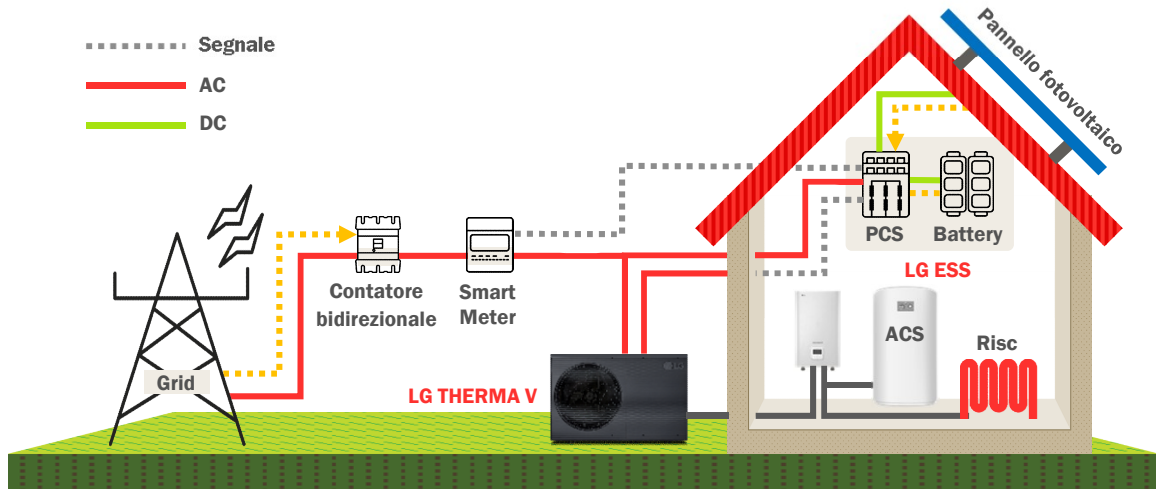 Segnale
AC
DC
Pannello fotovoltaico
PCS
Battery
LG ESS
Contatore
bidirezionale
Smart
Meter
ACS
Risc
Grid
LG THERMA V